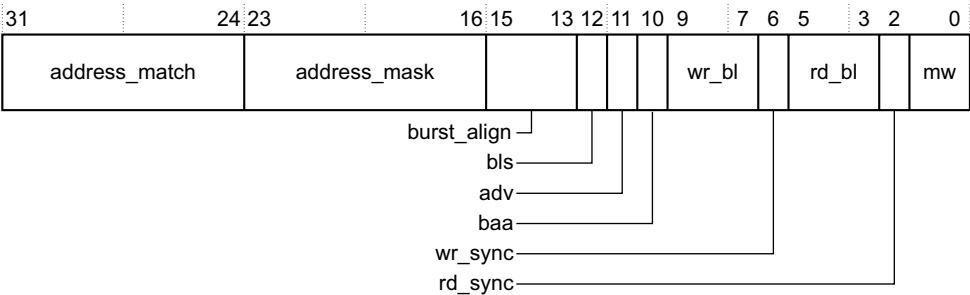 31 24 23 16 15 13 12 11 10 9 7 6 5 3 2 0
address_match address_mask wr_bl rd_bl mw
burst_align
bls
adv
baa
wr_sync
rd_sync